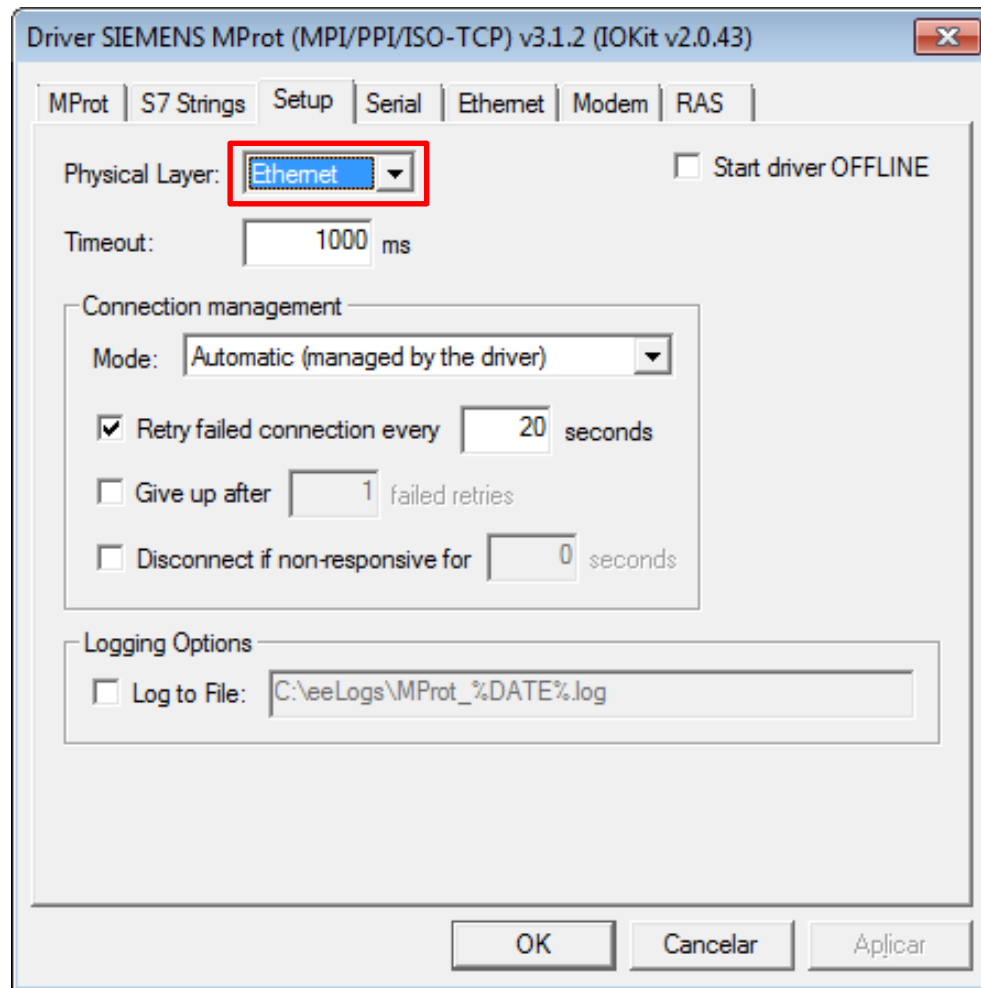 Driver SIEMENS MProt (MPI/PPI/ISO-TCP) v3.1.2 (IOKit v2.0.43)
MProt S7 Strings Setup Serial Ethernet Modem RAS
Physical Layer: Ethernet Start driver OFFLINE
Timeout: 1000 ms
Connection management
Mode: Automatic (managed by the driver)
Retry failed connection every 20 seconds
Give up after 1 failed retries
Disconnect if non-responsive for 0 seconds
Logging Options
Log to File: C:\eeLogs\MProt_%DATE%.log
OK Cancelar Aplicar